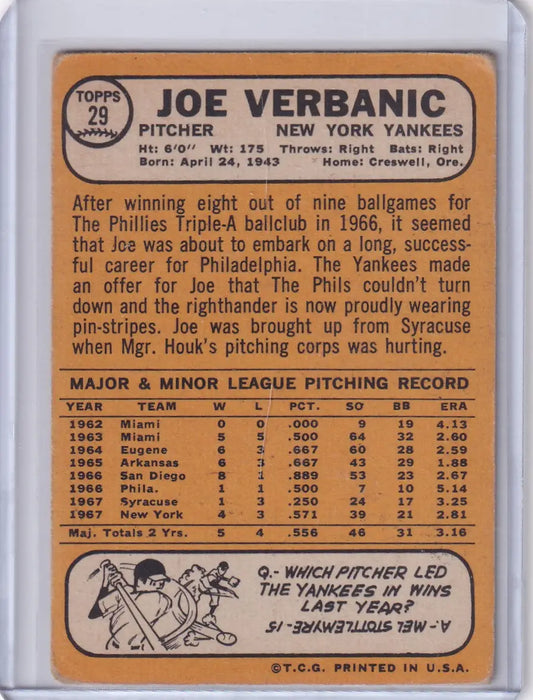 TOPPS
29
JOE VERBANIC
PITCHER NEW YORK YANKEES
Ht: 6'0" Wt: 175 Throws: Right Bats: Right
Born: April 24, 1943 Home: Creswell, Ore.
After winning eight out of nine ballgames for
The Phillies Triple-A ballclub in 1966, it seemed
that Joe was about to embark on a long, success-
ful career for Philadelphia. The Yankees made
an offer for Joe that The Phils couldn't turn
down and the righthander is now proudly wearing
pin-stripes. Joe was brought up from Syracuse
when Mgr. Houk's pitching corps was hurting.
MAJOR & MINOR LEAGUE PITCHING RECORD
YEAR TEAM W L PCT. SO BB ERA
1962 Miami 0 0 .000 9 19 4.13
1963 Miami 5 5 .500 64 32 2.60
1964 Eugene 6 3 .667 60 28 2.59
1965 Arkansas 6 3 .667 43 29 1.88
1966 San Diego 8 1 .889 53 23 2.67
1966 Phila. 1 1 .500 7 10 5.14
1967 Syracuse 1 3 .250 24 17 3.25
1967 New York 4 3 .571 39 21 2.81
Maj. Totals 2 Yrs. 5 4 .556 46 31 3.16
Q.- WHICH PITCHER LED
THE YANKEES IN WINS
LAST YEAR?
A.- MEL STOTTLEMYRE - 15
©T.C.G. PRINTED IN U.S.A.